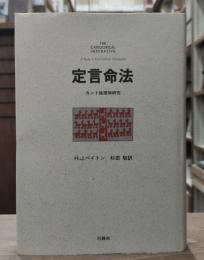 THE
CATEGORICAL
IMPERATIVE
A Study in Kant's Moral Philosophy
定言命法
カント倫理学研究
H.J.ペイトン 杉田 聡訳
行路社